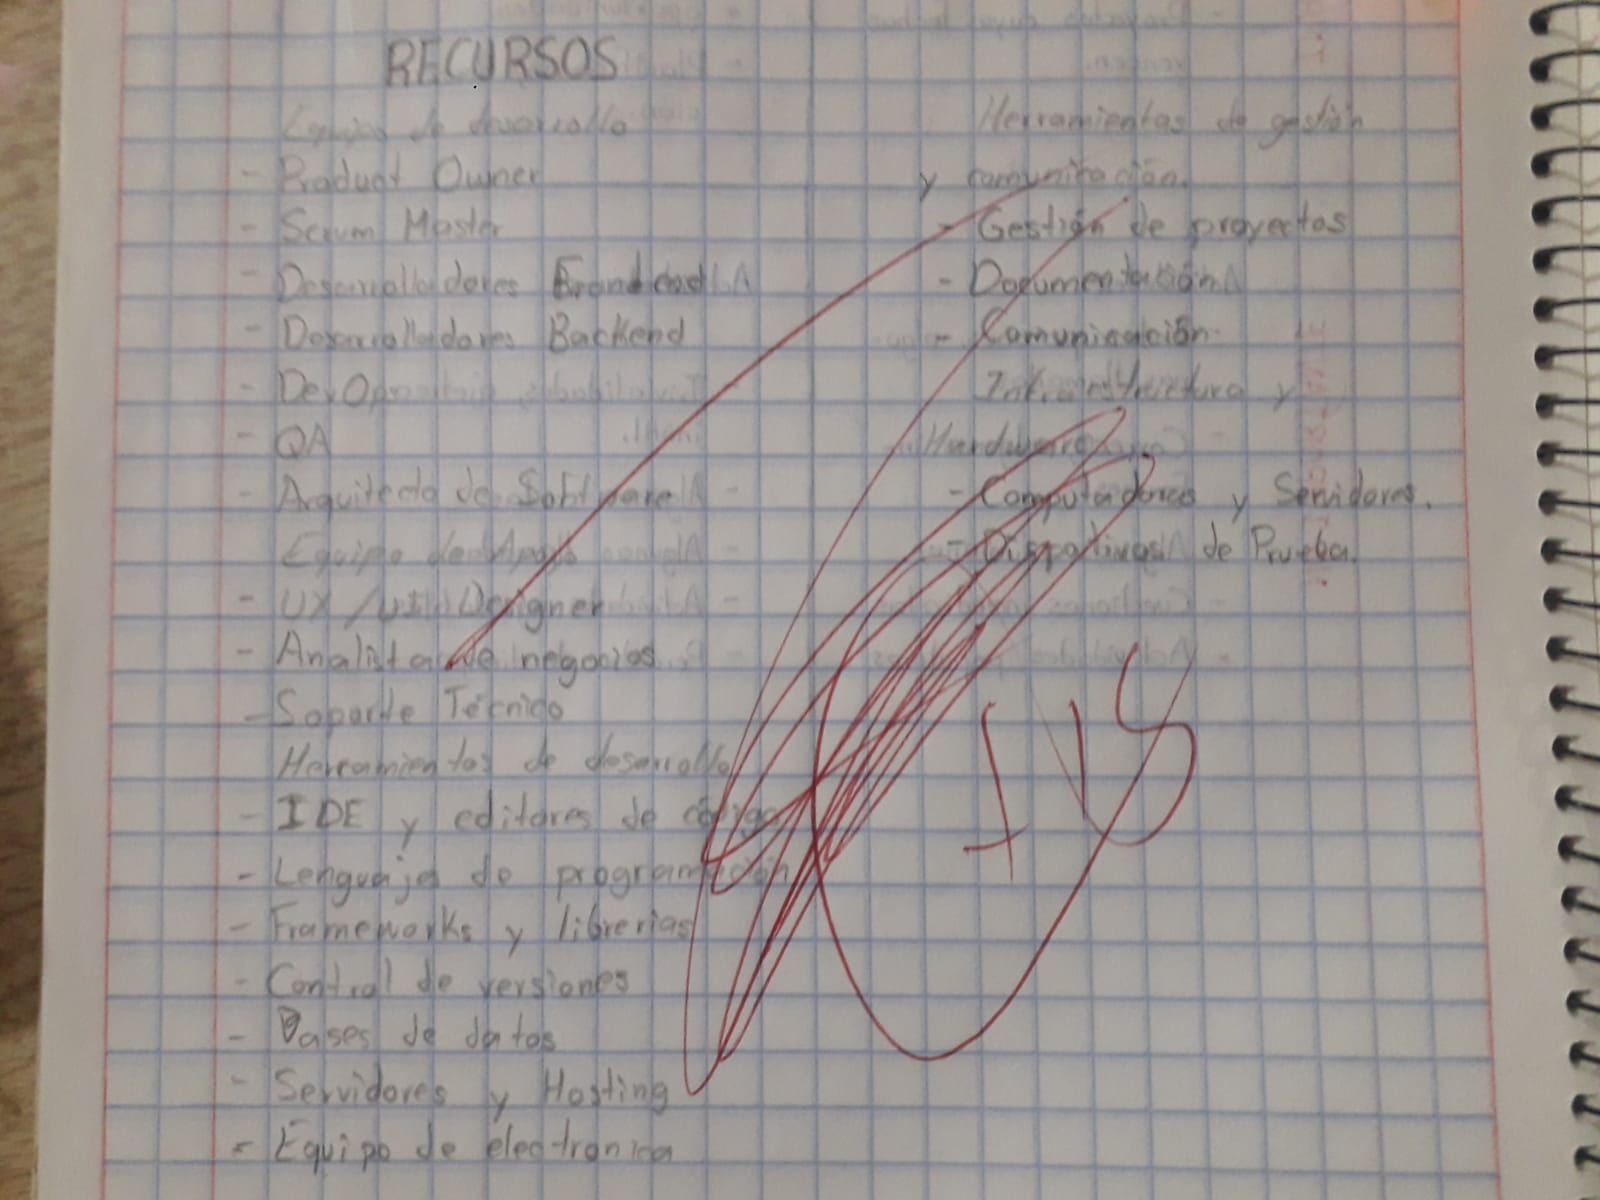 RECURSOS
Equipo de desarrollo
- Product Owner
- Scrum Master
- Desarrolladores Frontend
- Desarrolladores Backend
- DevOps
- QA
- Arquitecto de Software
Equipo de Apoyo
- UX / UI Designer
- Analista de negocios
- Soporte Técnico
Herramientas de desarrollo
- IDE y editores de código
- Lenguajes de programación
- Frameworks y librerias
- Control de versiones
- Bases de datos
- Servidores y Hosting
- Equipo de electronica
Herramientas de gestión
y comunicación.
- Gestión de proyectos
- Documentación
- Comunicación
Infraestructura y
Hardware
- Computadores y Servidores.
- Dispositivos de Prueba.